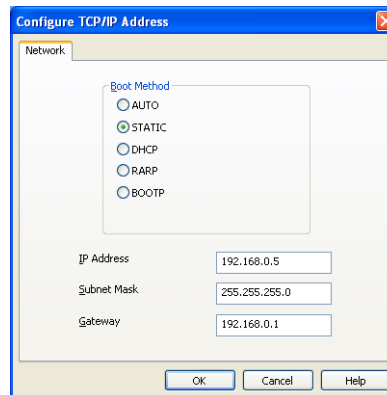 Configure TCP/IP Address
Network
Boot Method
AUTO
STATIC
DHCP
RARP
BOOTP
IP Address 192.168.0.5
Subnet Mask 255.255.255.0
Gateway 192.168.0.1
OK Cancel Help